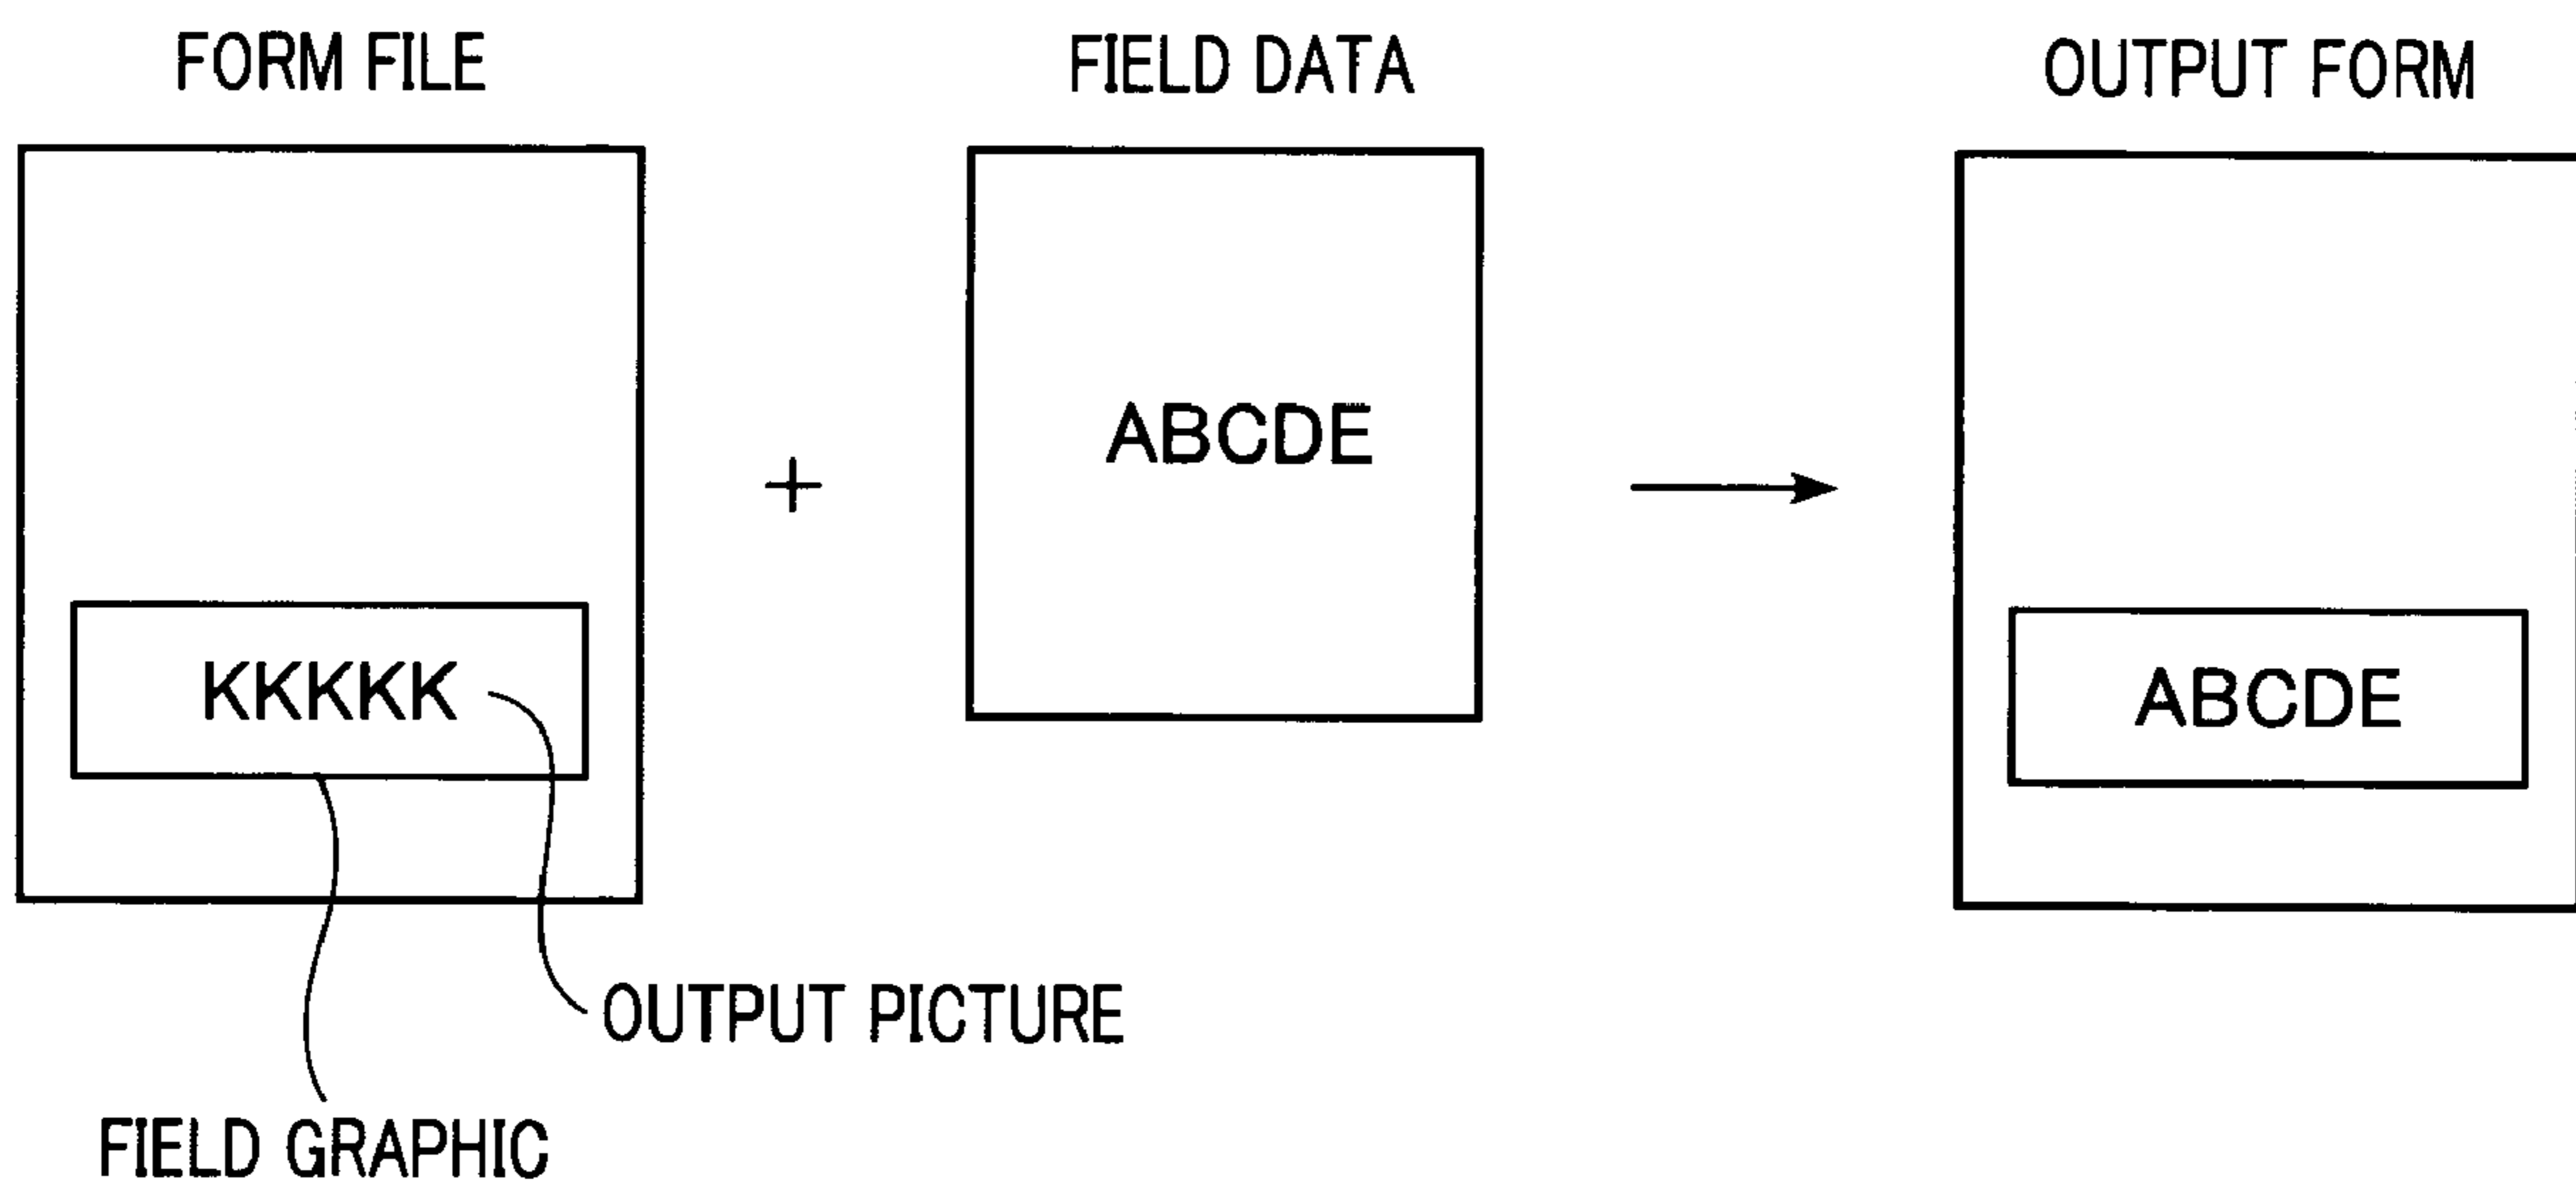 FORM FILE
FIELD DATA
OUTPUT FORM
ABCDE
+
KKKKK
ABCDE
OUTPUT PICTURE
FIELD GRAPHIC